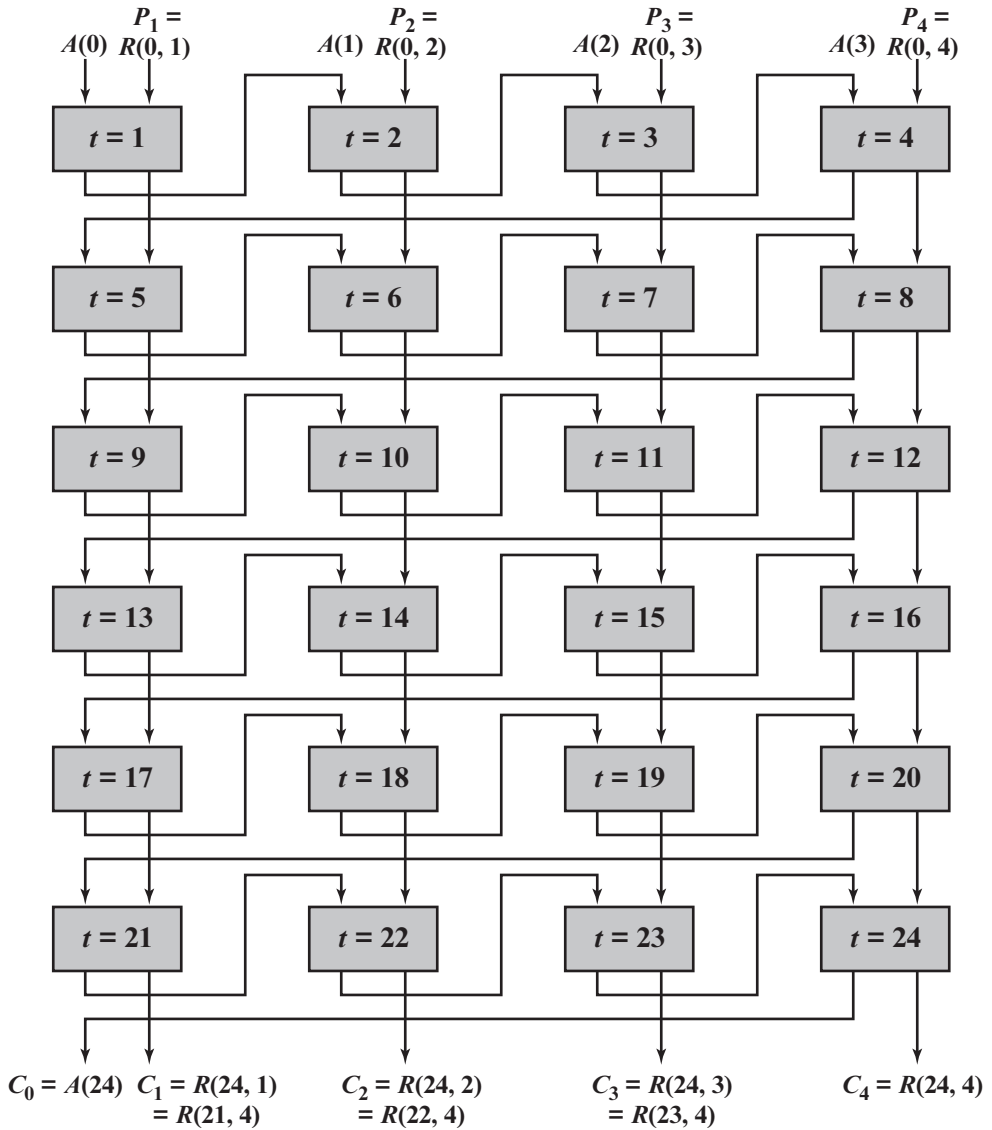 P₁ = P₂ = P₃ = P₄ =
A(0) R(0, 1) A(1) R(0, 2) A(2) R(0, 3) A(3) R(0, 4)
t = 1 t = 2 t = 3 t = 4
t = 5 t = 6 t = 7 t = 8
t = 9 t = 10 t = 11 t = 12
t = 13 t = 14 t = 15 t = 16
t = 17 t = 18 t = 19 t = 20
t = 21 t = 22 t = 23 t = 24
C₀ = A(24) C₁ = R(24, 1) C₂ = R(24, 2) C₃ = R(24, 3) C₄ = R(24, 4)
= R(21, 4) = R(22, 4) = R(23, 4)